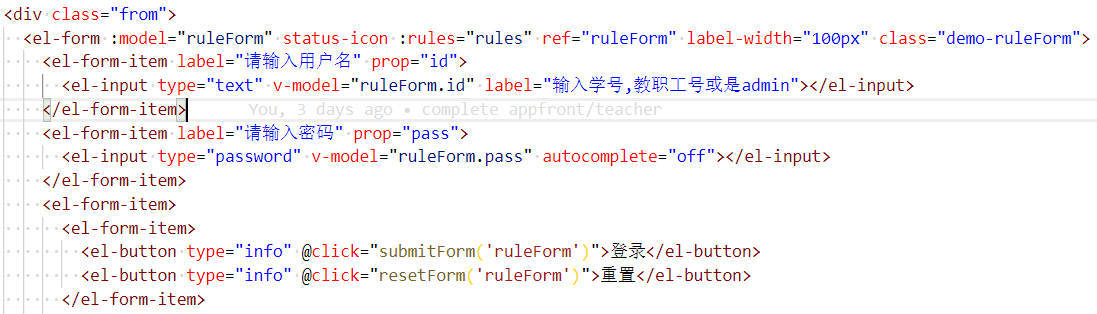 <div class="from">
<el-form :model="ruleForm" status-icon :rules="rules" ref="ruleForm" label-width="100px" class="demo-ruleForm">
<el-form-item label="请输入用户名" prop="id">
<el-input type="text" v-model="ruleForm.id" label="输入学号,教职工号或是admin"></el-input>
</el-form-item> You, 3 days ago • complete appfront/teacher
<el-form-item label="请输入密码" prop="pass">
<el-input type="password" v-model="ruleForm.pass" autocomplete="off"></el-input>
</el-form-item>
<el-form-item>
<el-form-item>
<el-button type="info" @click="submitForm('ruleForm')">登录</el-button>
<el-button type="info" @click="resetForm('ruleForm')">重置</el-button>
</el-form-item>